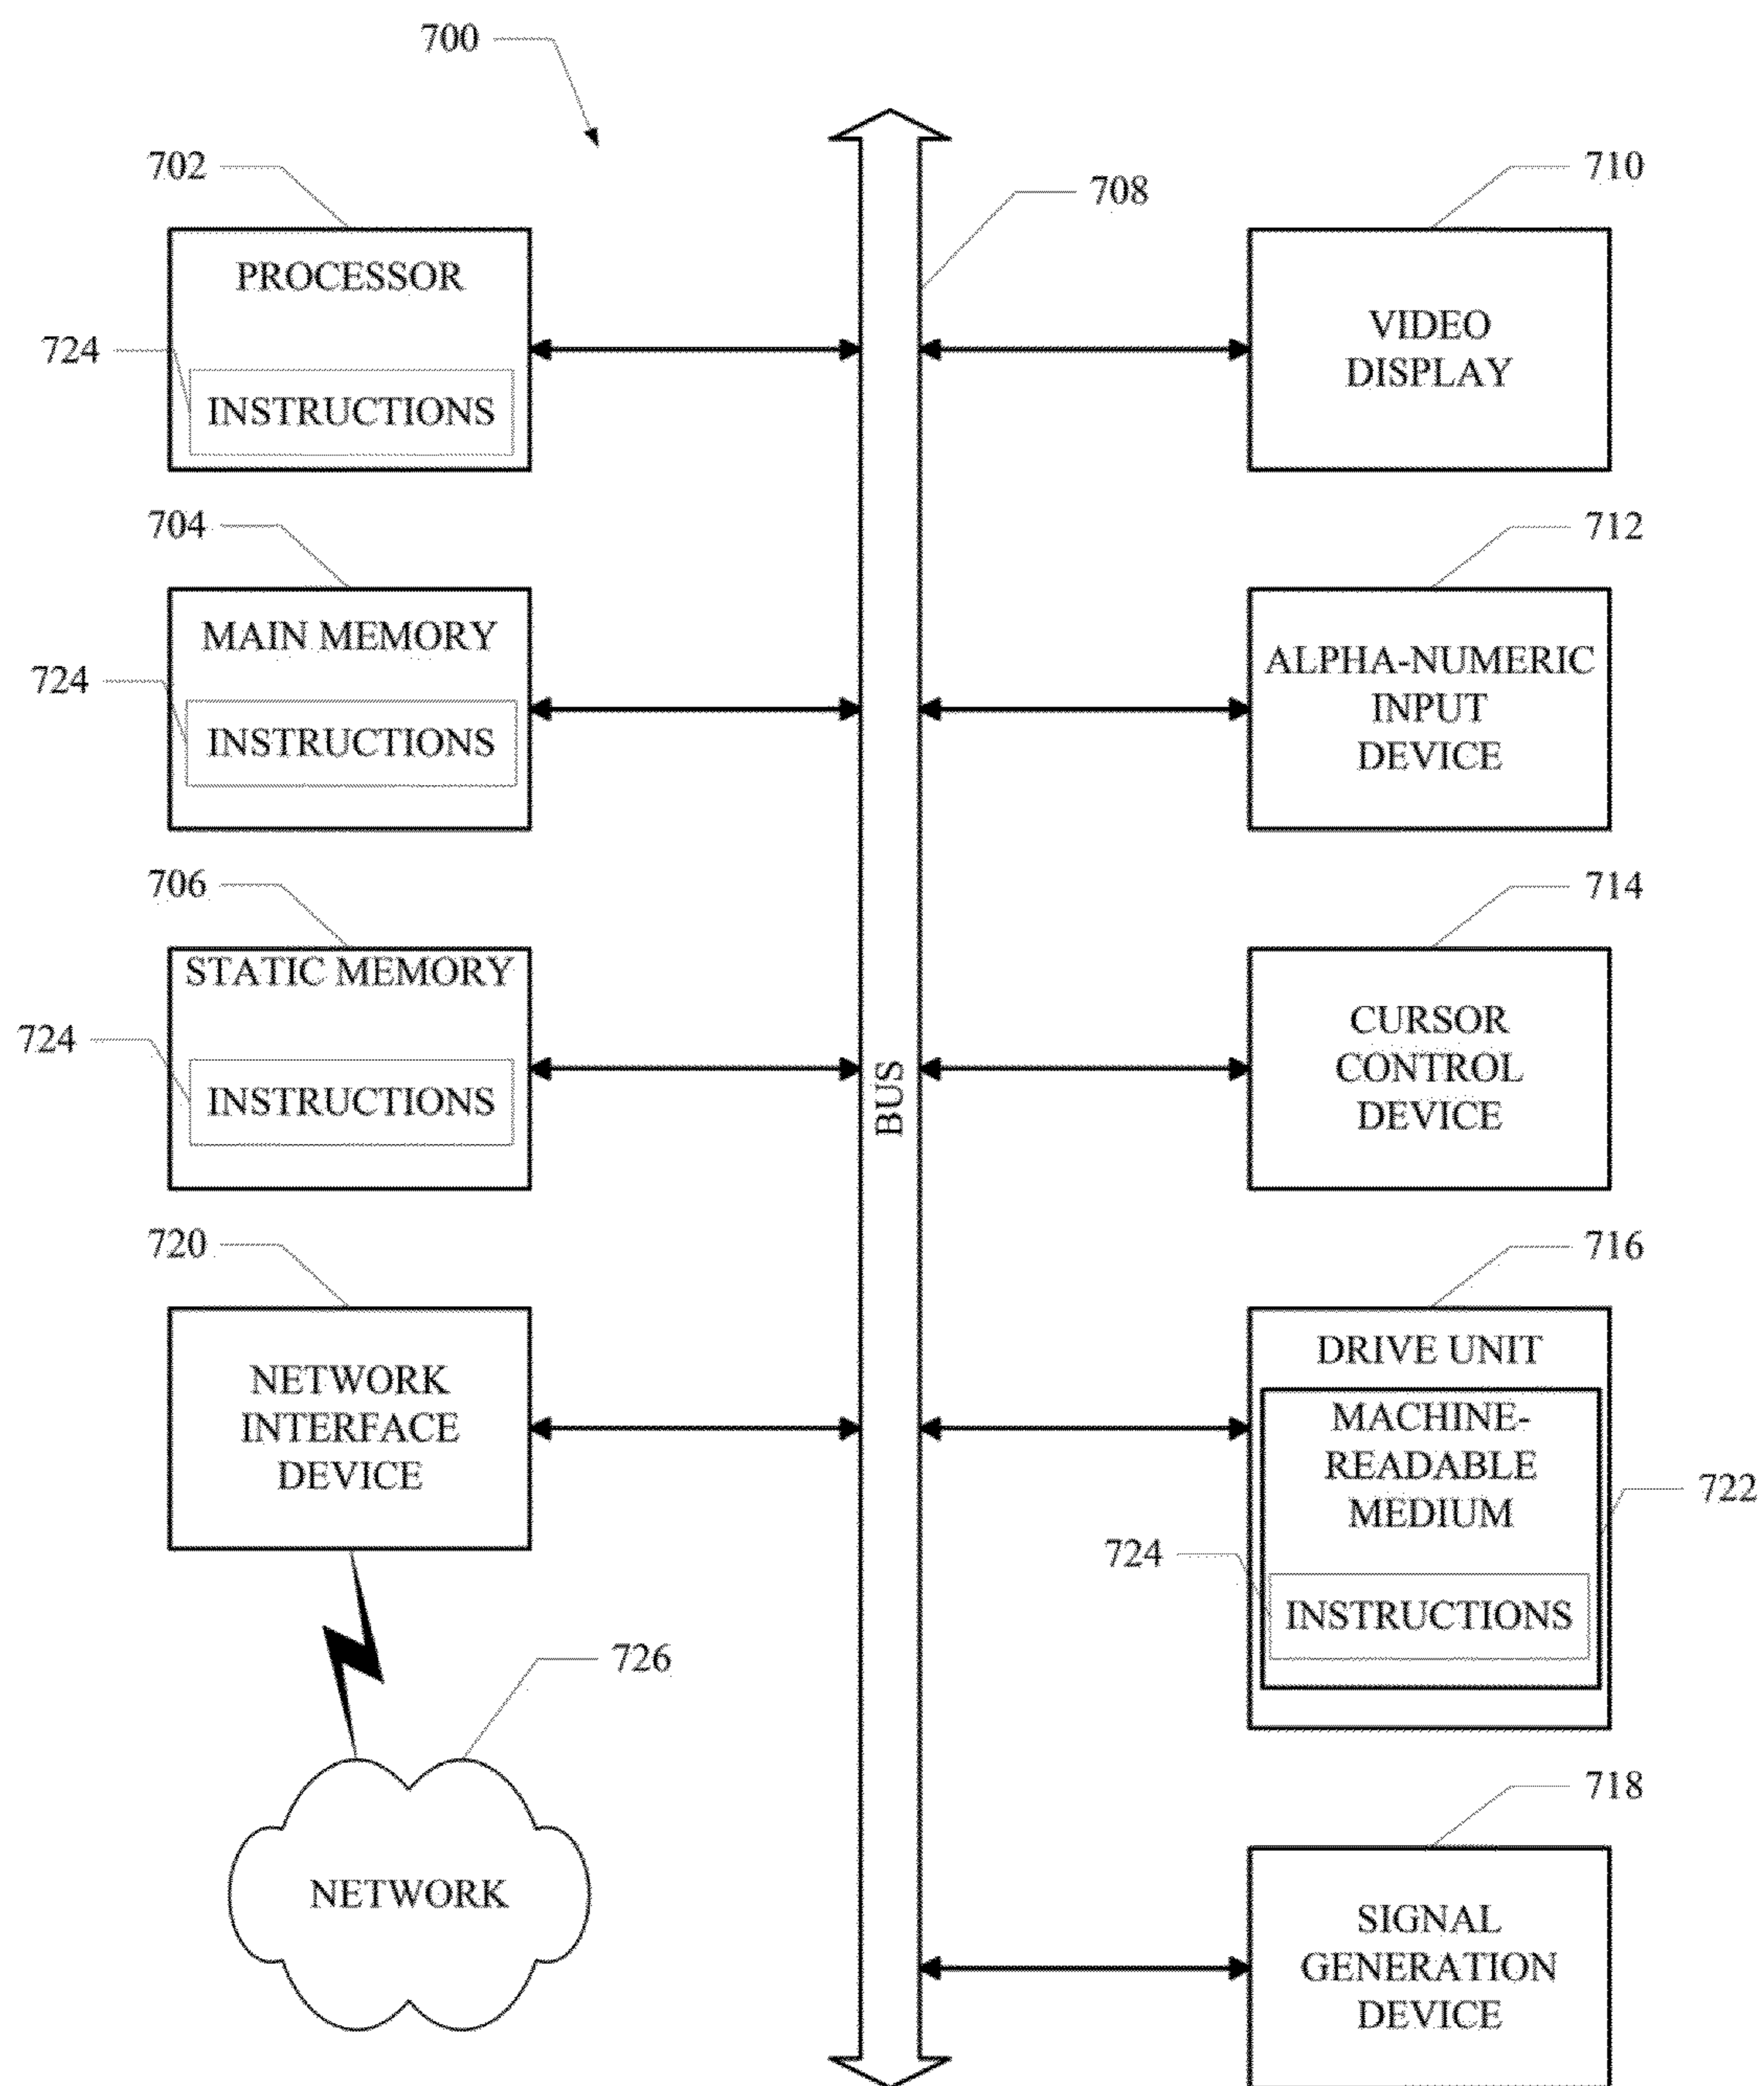 700
702
708
710
PROCESSOR
724
INSTRUCTIONS
VIDEO
DISPLAY
704
712
MAIN MEMORY
724
INSTRUCTIONS
ALPHA-NUMERIC
INPUT
DEVICE
706
714
STATIC MEMORY
724
INSTRUCTIONS
BUS
CURSOR
CONTROL
DEVICE
720
716
NETWORK
INTERFACE
DEVICE
DRIVE UNIT
MACHINE-
READABLE
MEDIUM
722
724
INSTRUCTIONS
726
NETWORK
718
SIGNAL
GENERATION
DEVICE